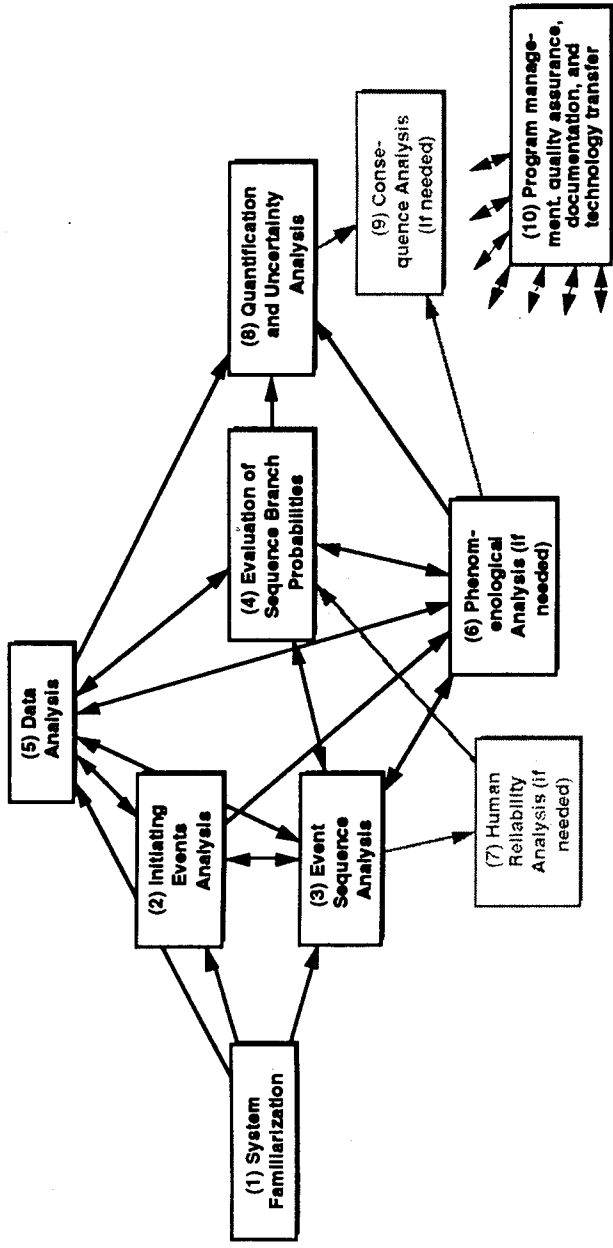 (1) System
Familiarization
(2) Initiating
Events
Analysis
(3) Event
Sequence
Analysis
(5) Data
Analysis
(4) Evaluation of
Sequence Branch
Probabilities
(7) Human
Reliability
Analysis (if
needed)
(6) Phenom-
enological
Analysis (if
needed)
(8) Quantification
and Uncertainty
Analysis
(9) Conse-
quence Analysis
(If needed)
(10) Program manage-
ment, quality assurance,
documentation, and
technology transfer